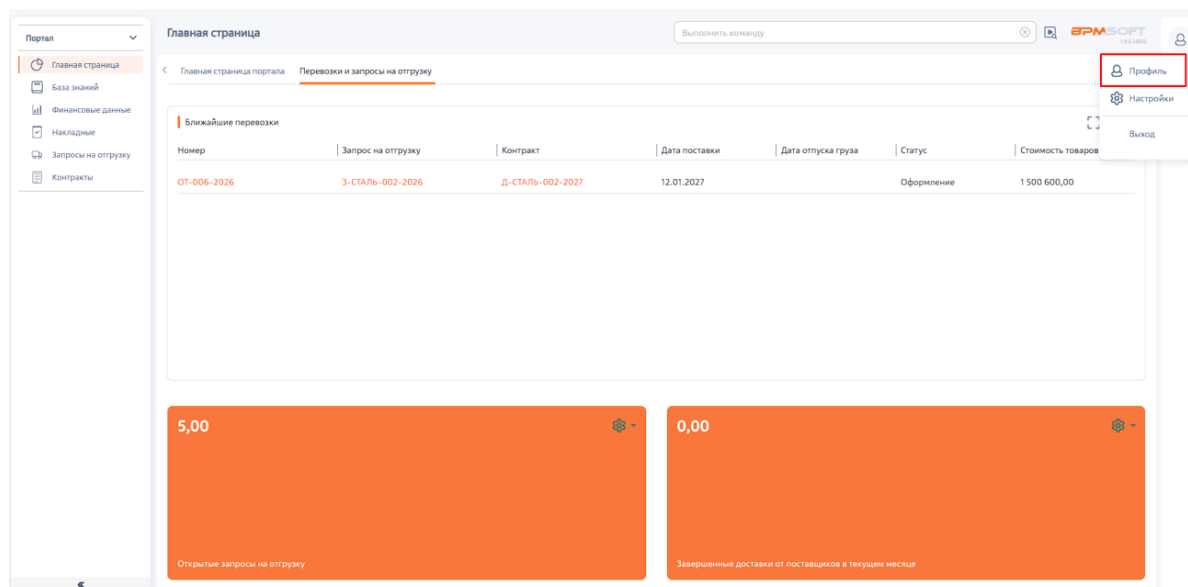 Портал
Главная страница
База знаний
Финансовые данные
Накладные
Запросы на отгрузку
Контракты
Главная страница
Выполнить команду
BPMSOFT
Профиль
Настройки
Выход
Главная страница портала
Перевозки и запросы на отгрузку
Ближайшие перевозки
Номер Запрос на отгрузку Контракт Дата поставки Дата отпуска груза Статус Стоимость товаров
ОТ-006-2026 З-СТАЛЬ-002-2026 Д-СТАЛЬ-002-2027 12.01.2027 Оформление 1 500 600,00
5,00
Открытые запросы на отгрузку
0,00
Завершенные доставки от поставщиков в текущем месяце